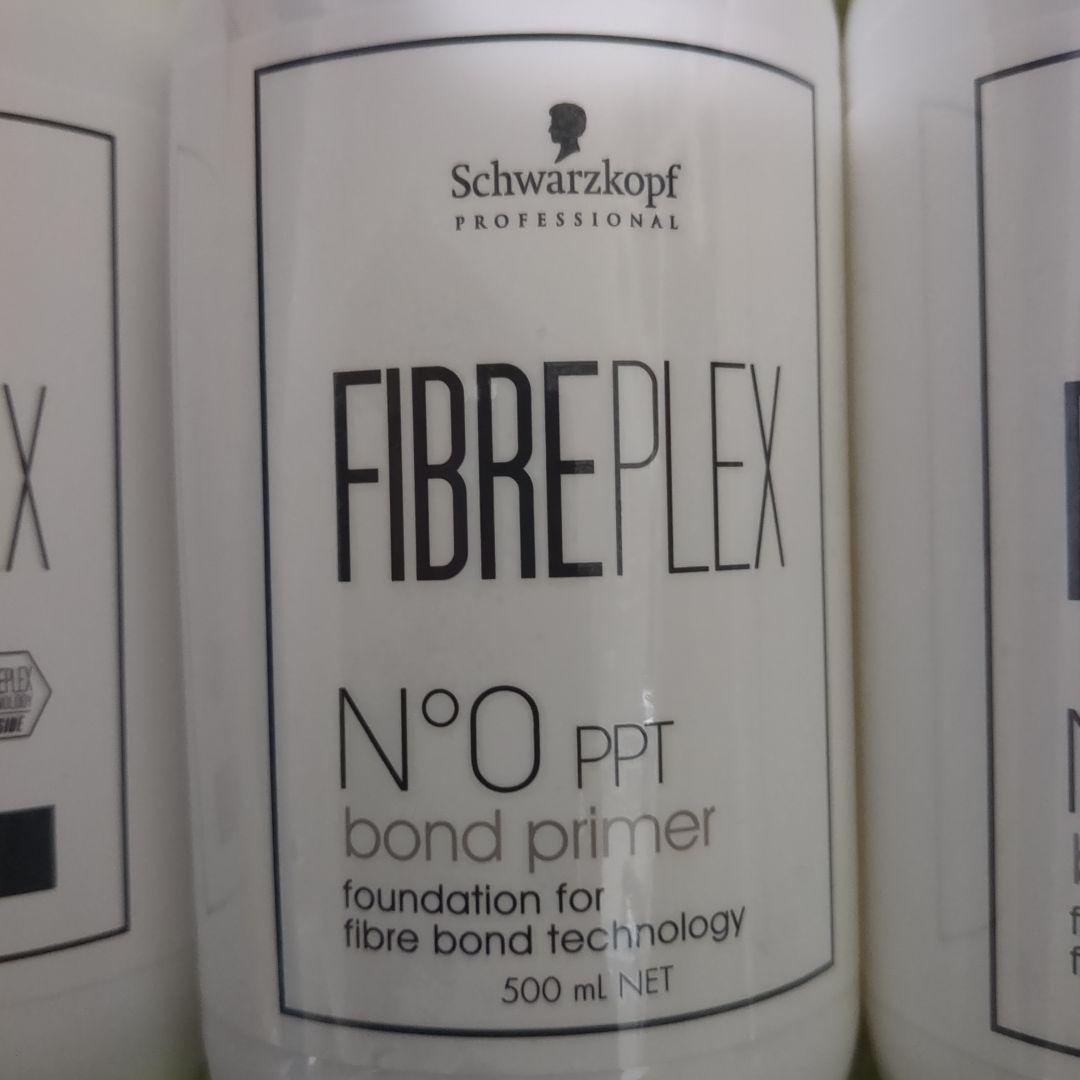 Schwarzkopf
PROFESSIONAL
FIBREPLEX
N°0 PPT
bond primer
foundation for
fibre bond technology
500 mL NET